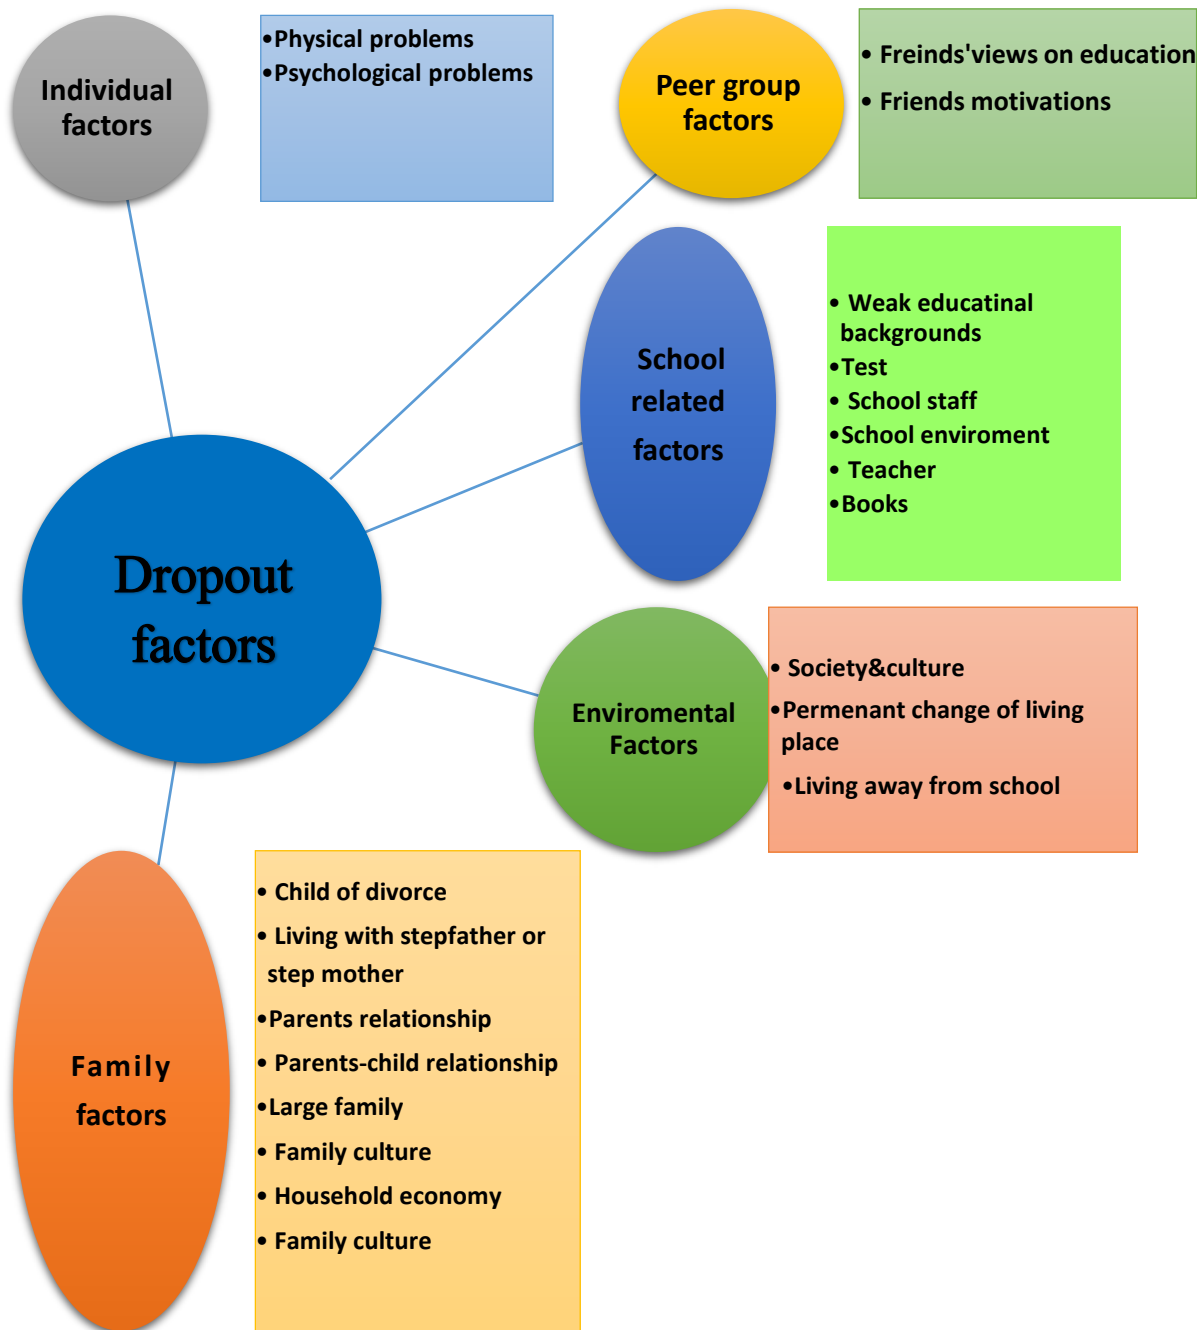 Individual
factors
•Physical problems
•Psychological problems
Peer group
factors
• Freinds'views on education
• Friends motivations
School
related
factors
• Weak educatinal
backgrounds
•Test
• School staff
•School enviroment
• Teacher
•Books
Dropout
factors
Enviromental
Factors
• Society&culture
•Permenant change of living
place
•Living away from school
Family
factors
• Child of divorce
• Living with stepfather or
step mother
•Parents relationship
• Parents-child relationship
•Large family
• Family culture
• Household economy
• Family culture